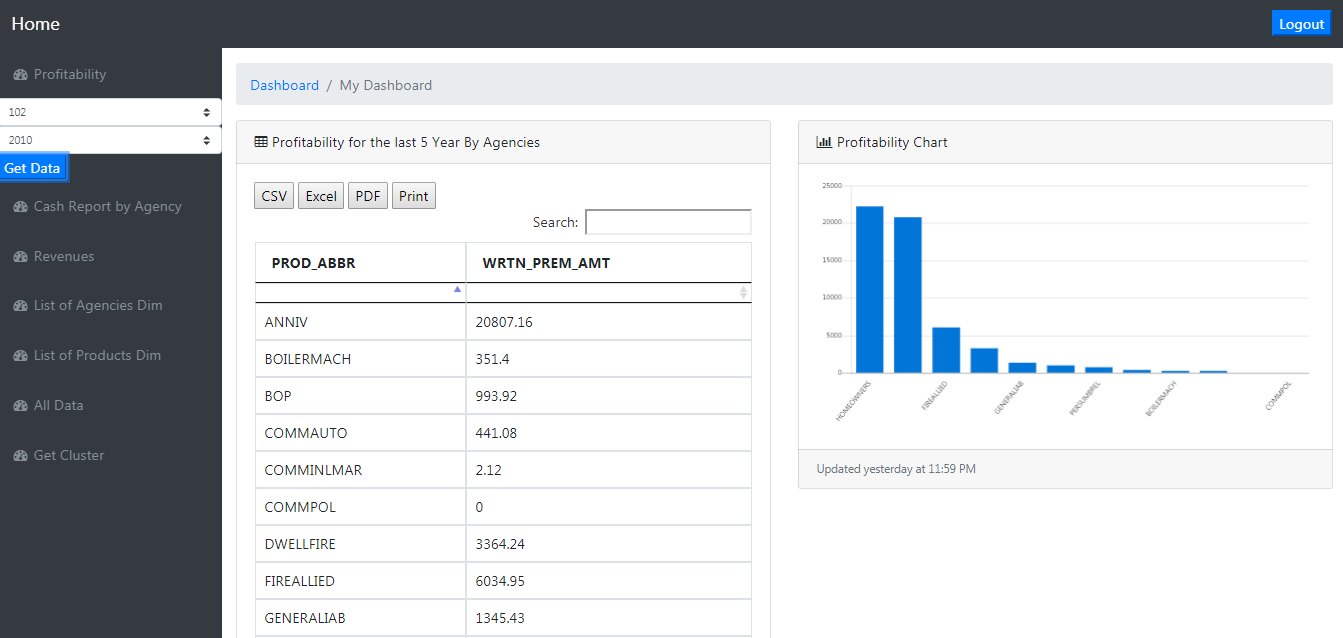 Home
Logout
Profitability
102
2010
Get Data
Cash Report by Agency
Revenues
List of Agencies Dim
List of Products Dim
All Data
Get Cluster
Dashboard / My Dashboard
Profitability for the last 5 Year By Agencies
CSV Excel PDF Print
Search:
PROD_ABBR WRTN_PREM_AMT
ANNIV 20807.16
BOILERMACH 351.4
BOP 993.92
COMMAUTO 441.08
COMMINLMAR 2.12
COMMPOL 0
DWELLFIRE 3364.24
FIREALLIED 6034.95
GENERALIAB 1345.43
Profitability Chart
25000
20000
15000
10000
5000
0
HOMEOWNERS
FIREALLIED
GENERALIAB
PERSUMBREL
BOILERMACH
COMMPOL
Updated yesterday at 11:59 PM